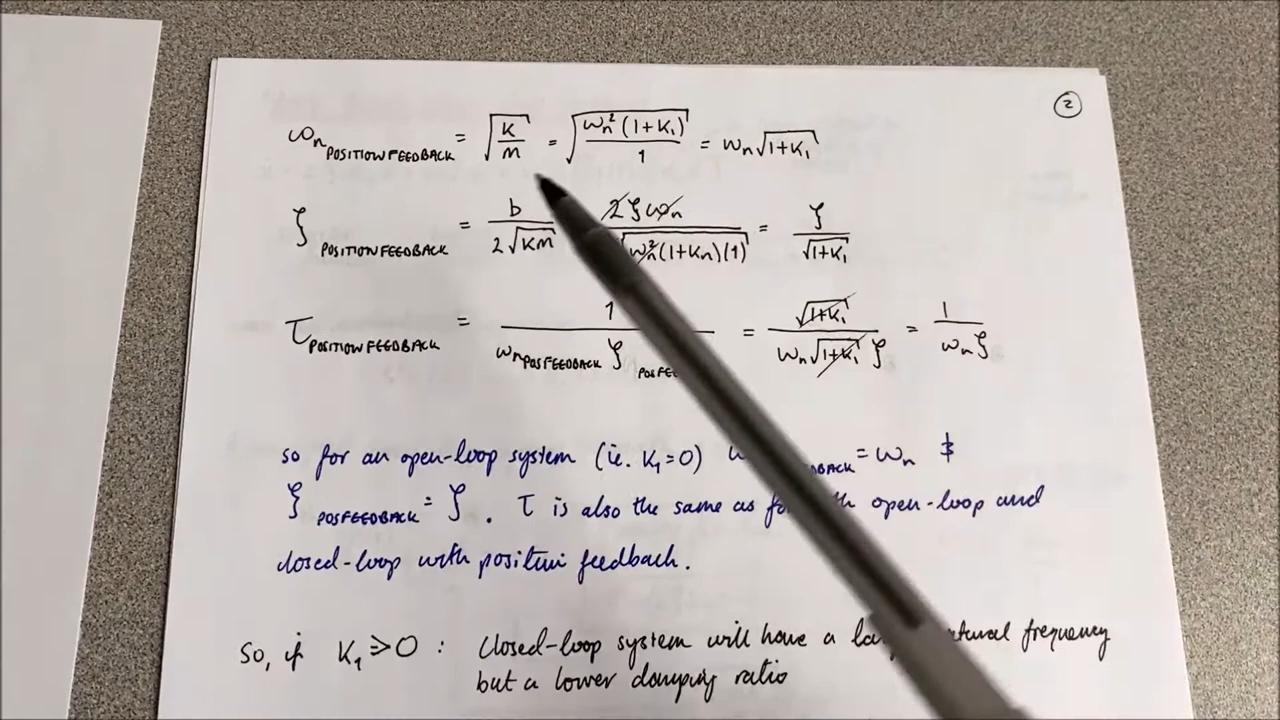 2
ωn POSITION FEEDBACK = √(K/m) = √(ωn²(1+K₁)/1) = ωn√(1+K₁)
ζ POSITION FEEDBACK = b/(2√(Km)) 2ζωn/√(ωn²(1+Kn)(1)) = ζ/√(1+K₁)
τ POSITION FEEDBACK = 1/(ωn POSFEEDBACK ζ) = √(1+K₁)/(ωn√(1+K₁) ζ) = 1/(ωn ζ)
so for an open-loop system (ie. K₁=0) = ωn &
ζ POSFEEDBACK = ζ. τ is also the same as open-loop and
closed-loop with position feedback.
So, if K₁ ≥ 0 : Closed-loop system will have a frequency
but a lower damping ratio